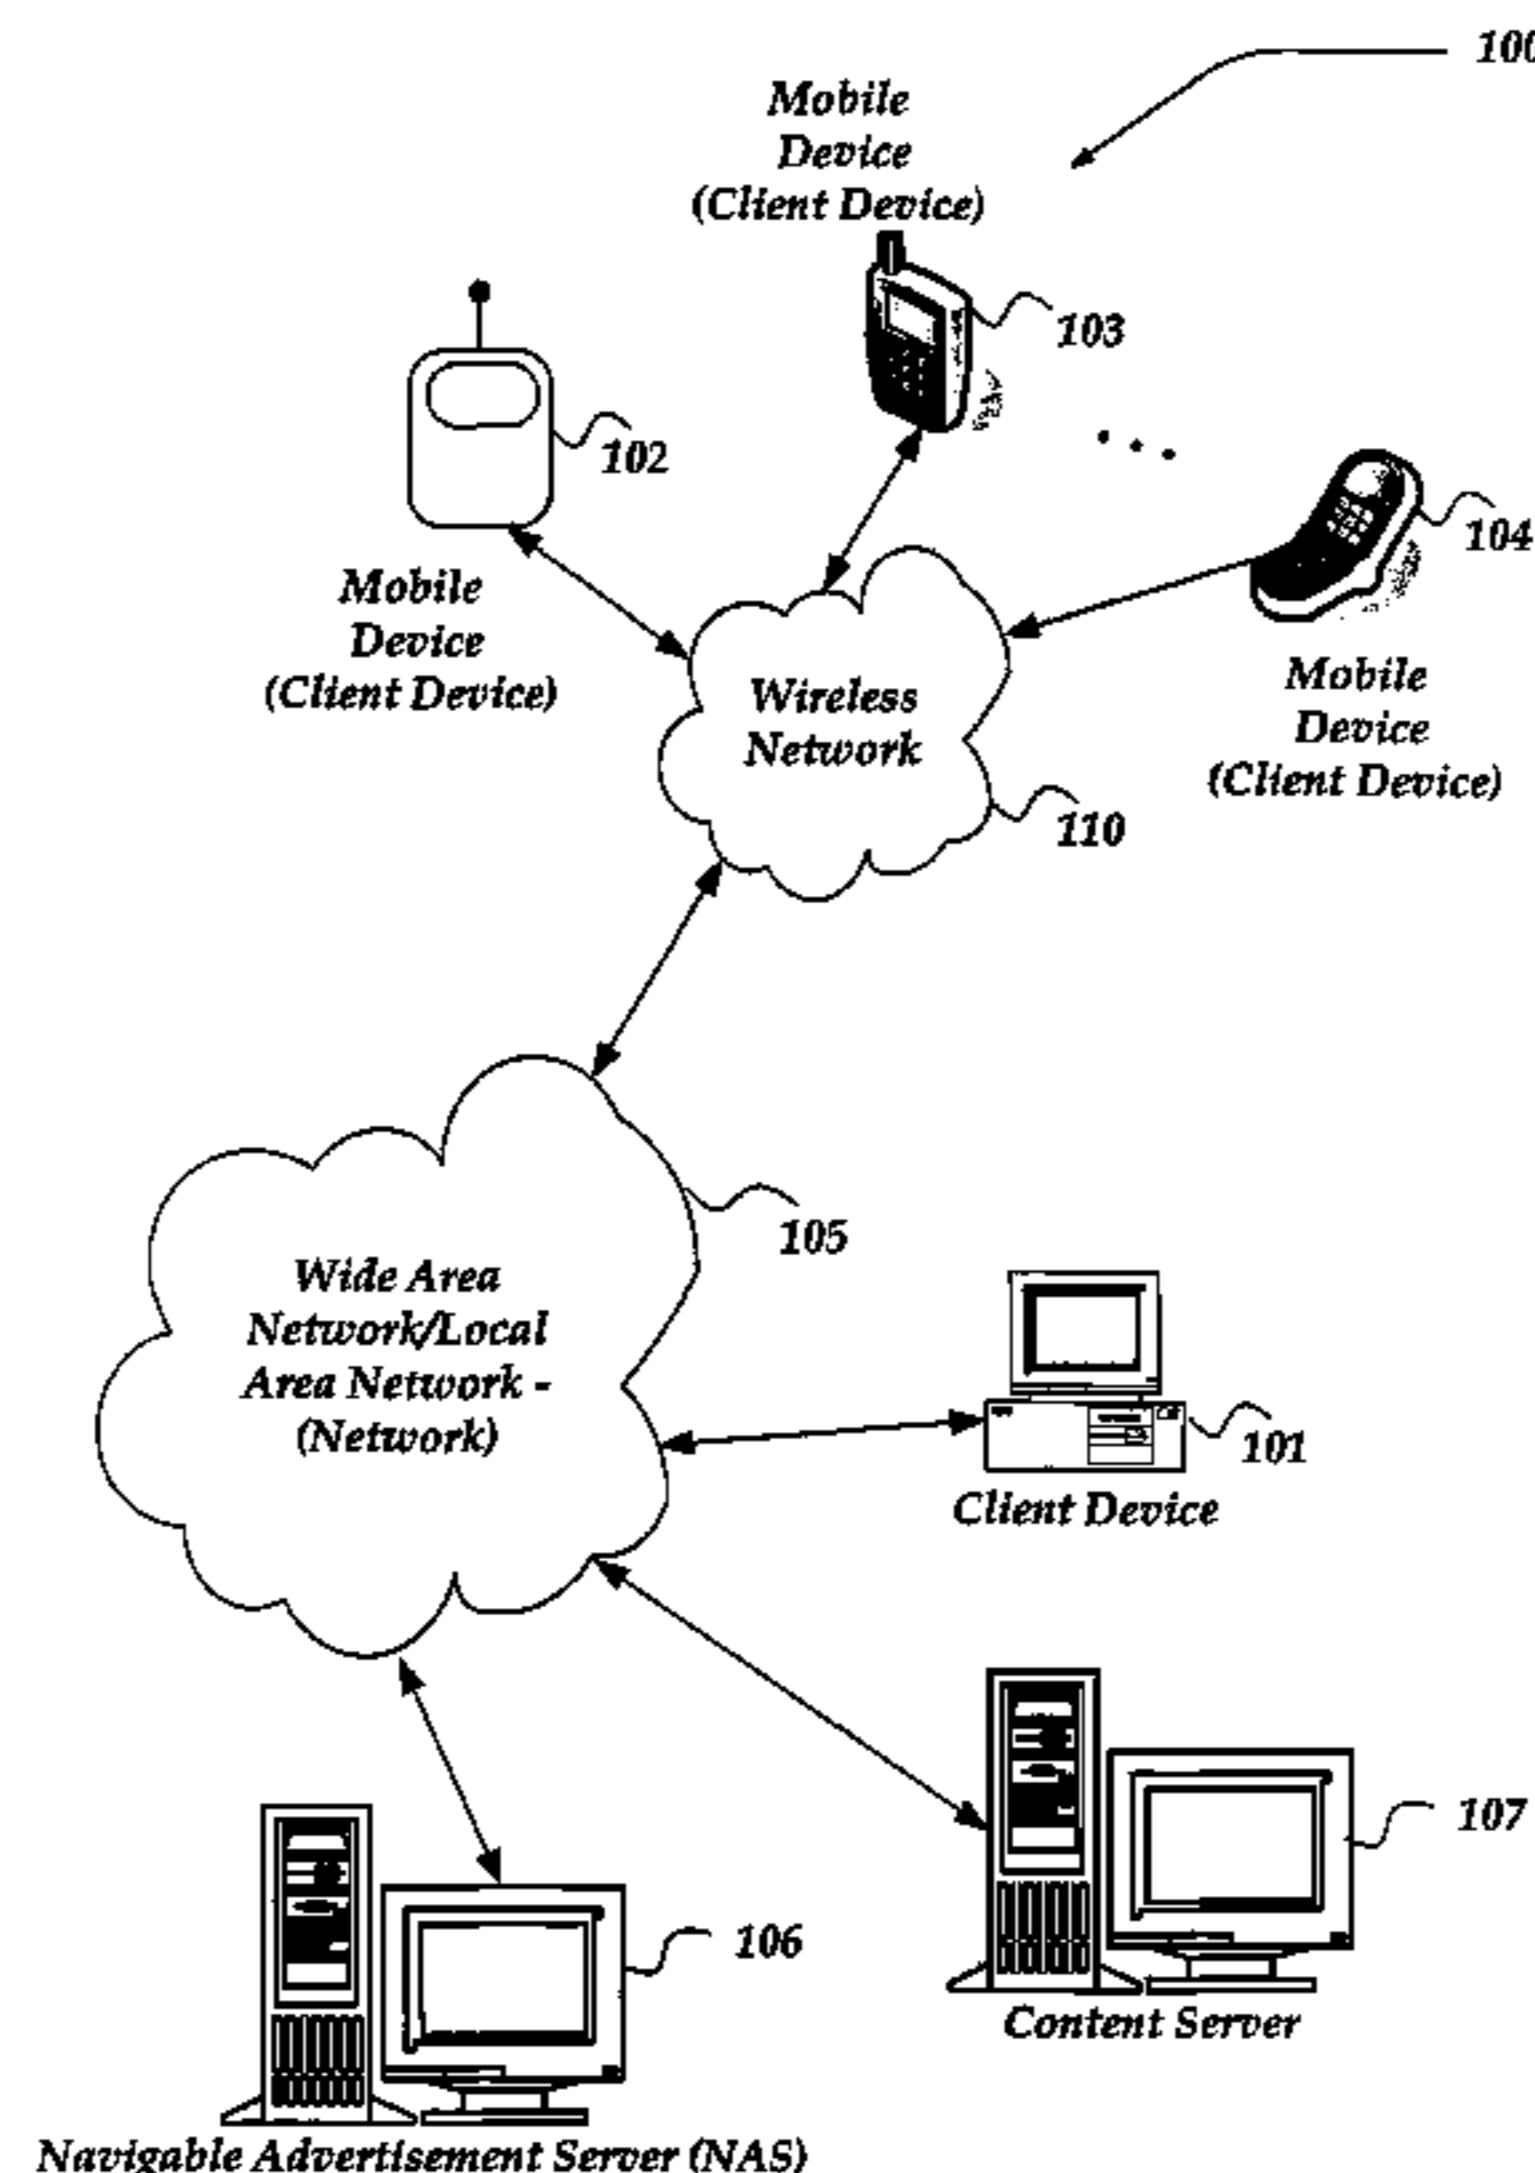 100
Mobile
Device
(Client Device)
103
102
104
Mobile
Device
(Client Device)
Wireless
Network
Mobile
Device
(Client Device)
110
105
Wide Area
Network/Local
Area Network -
(Network)
101
Client Device
107
106
Content Server
Navigable Advertisement Server (NAS)